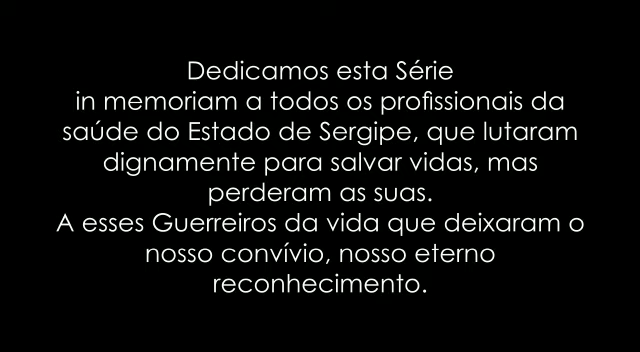 Dedicamos esta Série
in memoriam a todos os profissionais da
saúde do Estado de Sergipe, que lutaram
dignamente para salvar vidas, mas
perderam as suas.
A esses Guerreiros da vida que deixaram o
nosso convívio, nosso eterno
reconhecimento.